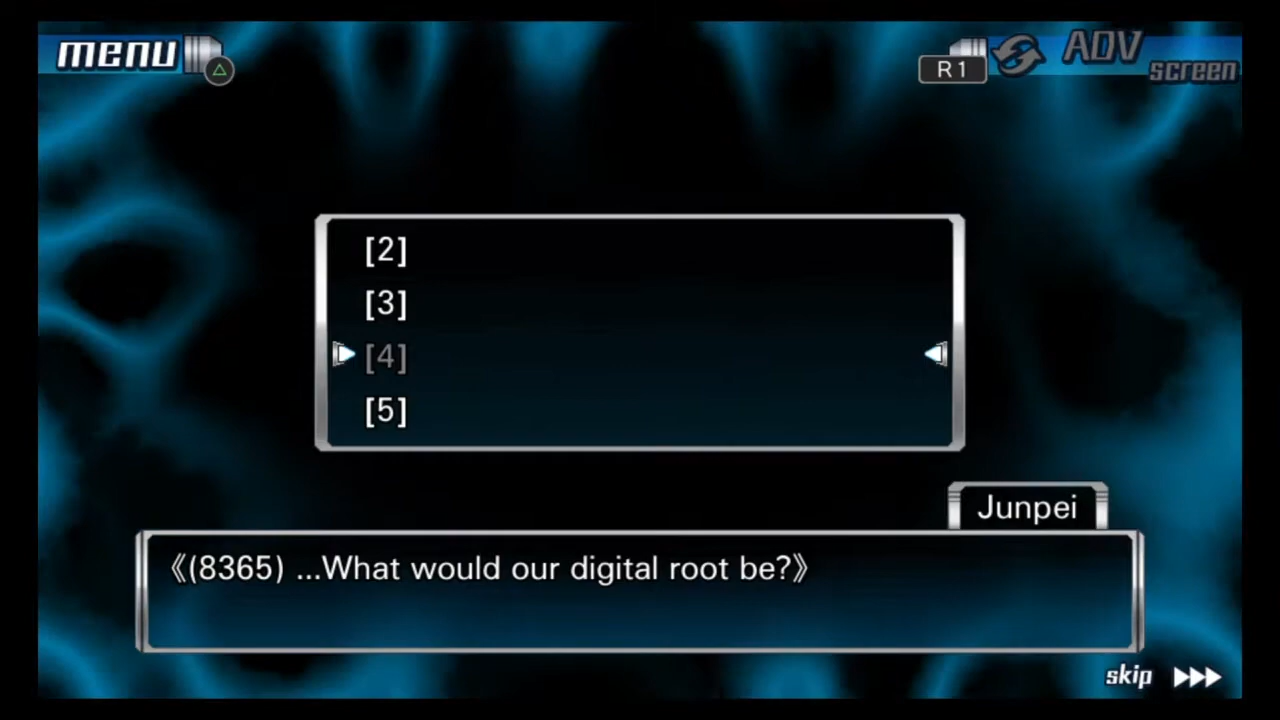 menu
R1
ADV
screen
[2]
[3]
[4]
[5]
Junpei
《(8365) ...What would our digital root be?》
skip